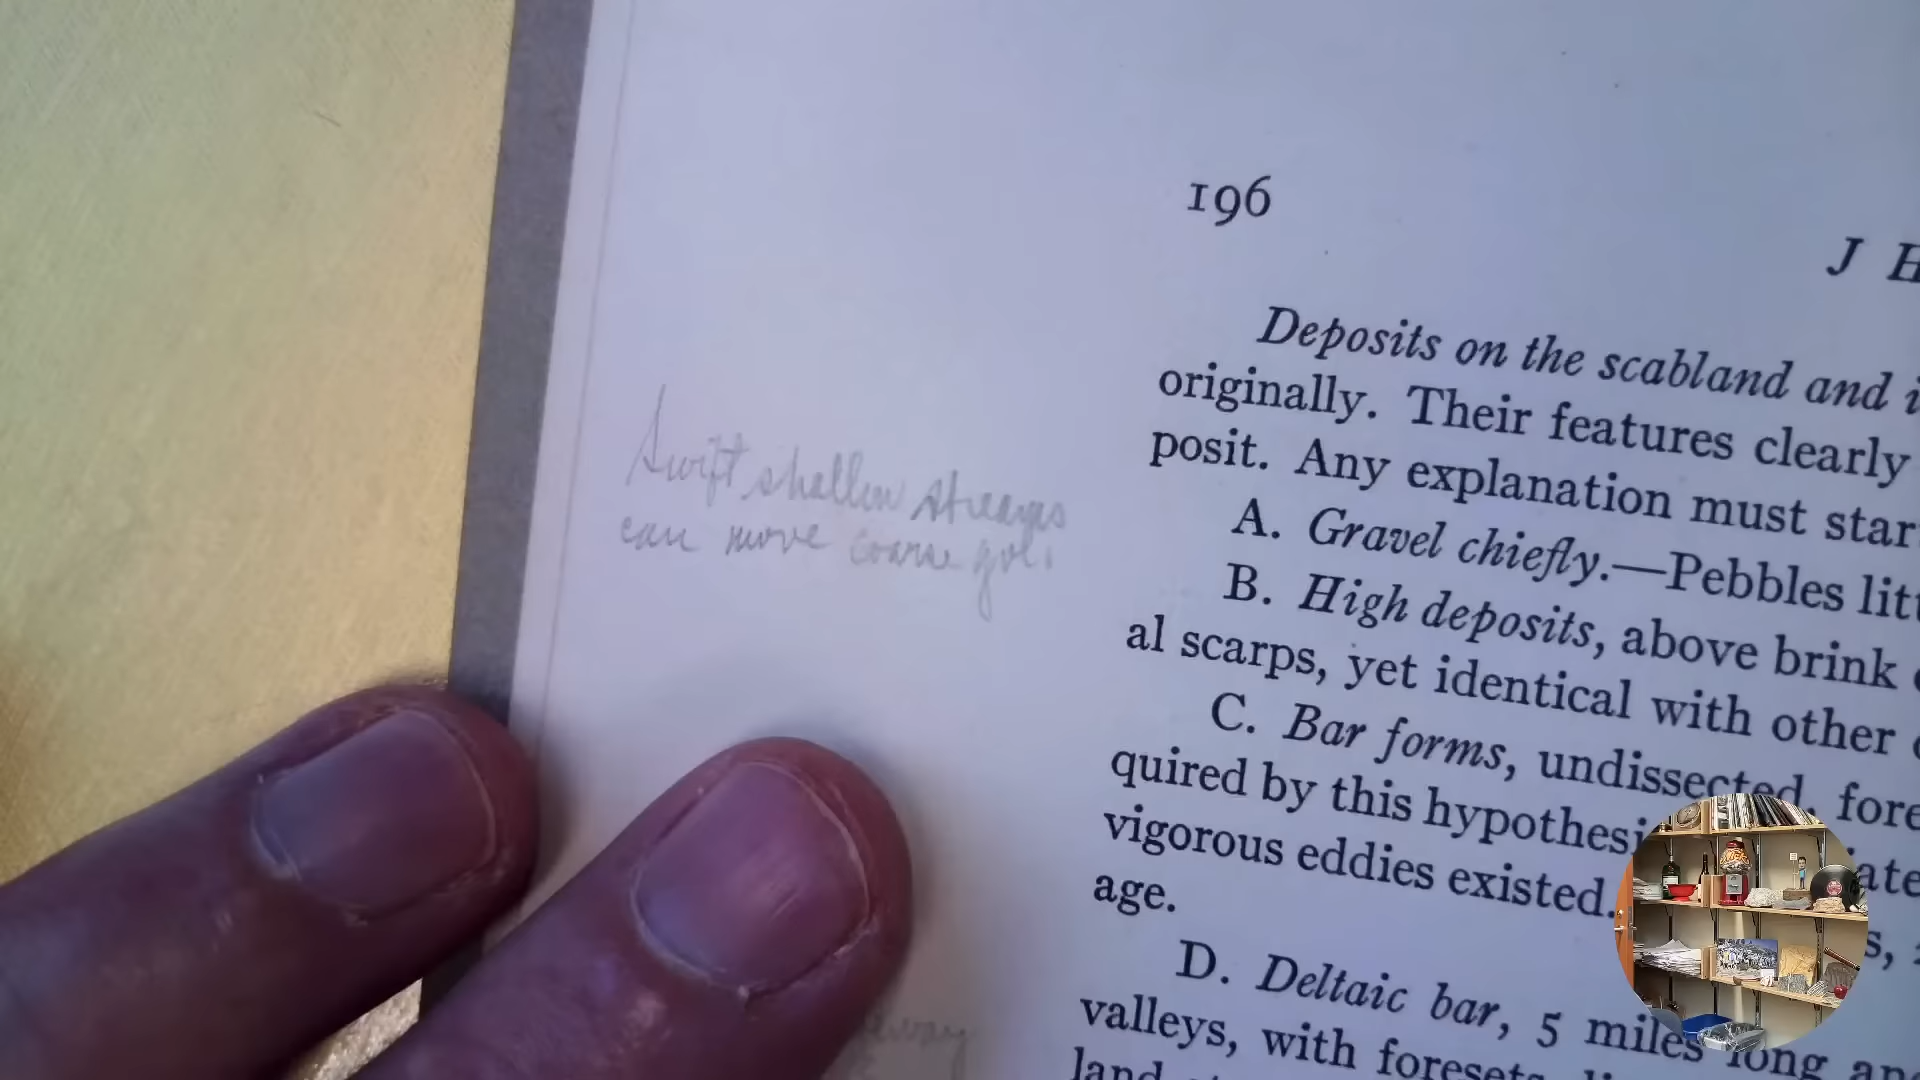 196
J H
Deposits on the scabland and i
originally. Their features clearly
posit. Any explanation must star
A. Gravel chiefly.—Pebbles litt
B. High deposits, above brink
al scarps, yet identical with other
C. Bar forms, undissected, fore
quired by this hypothesi
vigorous eddies existed.
age.
D. Deltaic bar, 5 miles long an
valleys, with foresets
land
Swift shallow streams
can move coarse gvl.